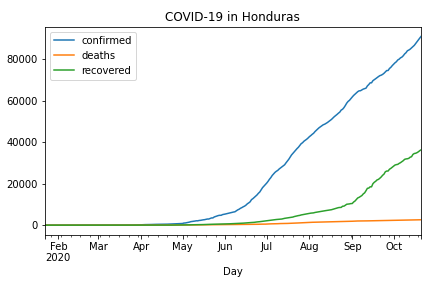 COVID-19 in Honduras
confirmed
deaths
recovered
80000
60000
40000
20000
0
Feb Mar Apr May Jun Jul Aug Sep Oct
2020
Day